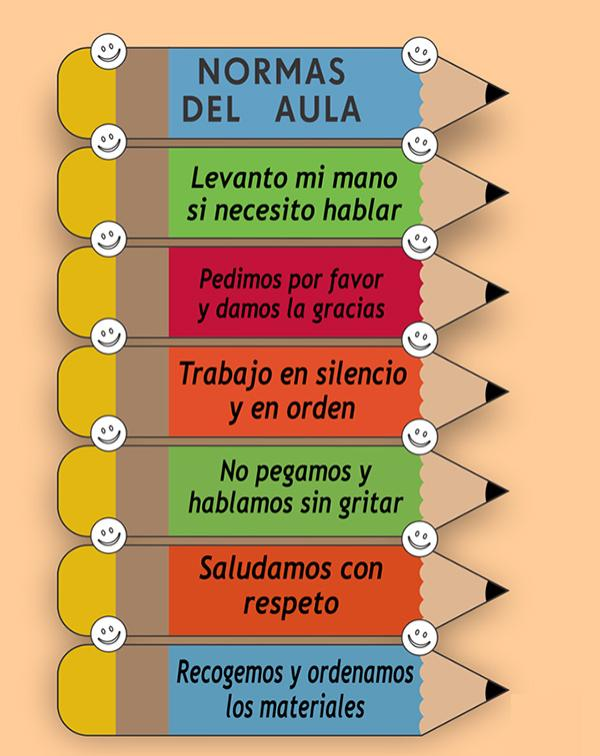 NORMAS
DEL AULA
Levanto mi mano
si necesito hablar
Pedimos por favor
y damos la gracias
Trabajo en silencio
y en orden
No pegamos y
hablamos sin gritar
Saludamos con
respeto
Recogemos y ordenamos
los materiales